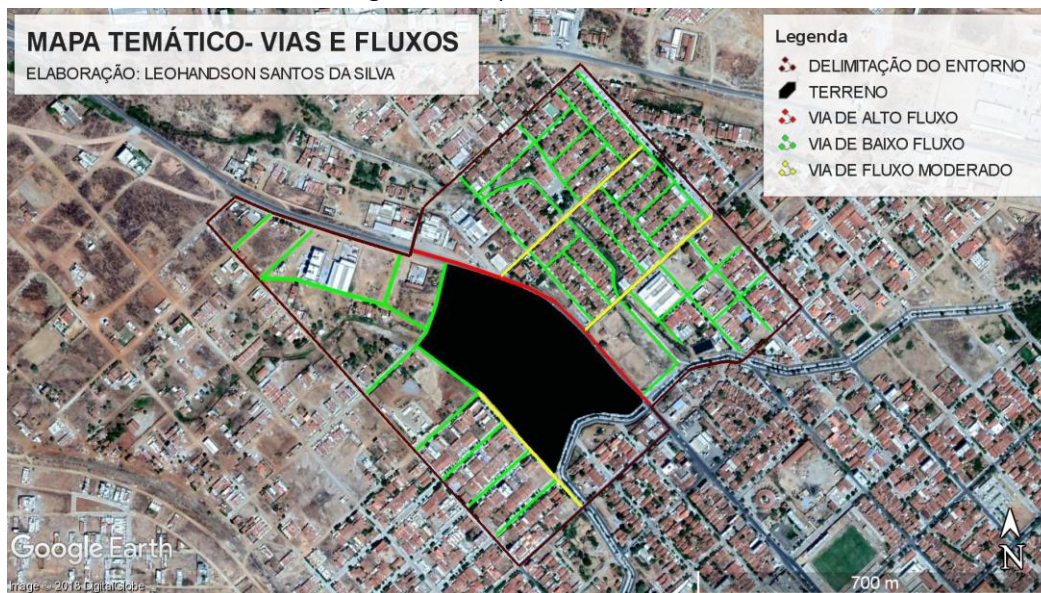 MAPA TEMÁTICO- VIAS E FLUXOS
ELABORAÇÃO: LEOHANDSON SANTOS DA SILVA
Legenda
DELIMITAÇÃO DO ENTORNO
TERRENO
VIA DE ALTO FLUXO
VIA DE BAIXO FLUXO
VIA DE FLUXO MODERADO
Google Earth
Image © 2018 DigitalGlobe
700 m
N